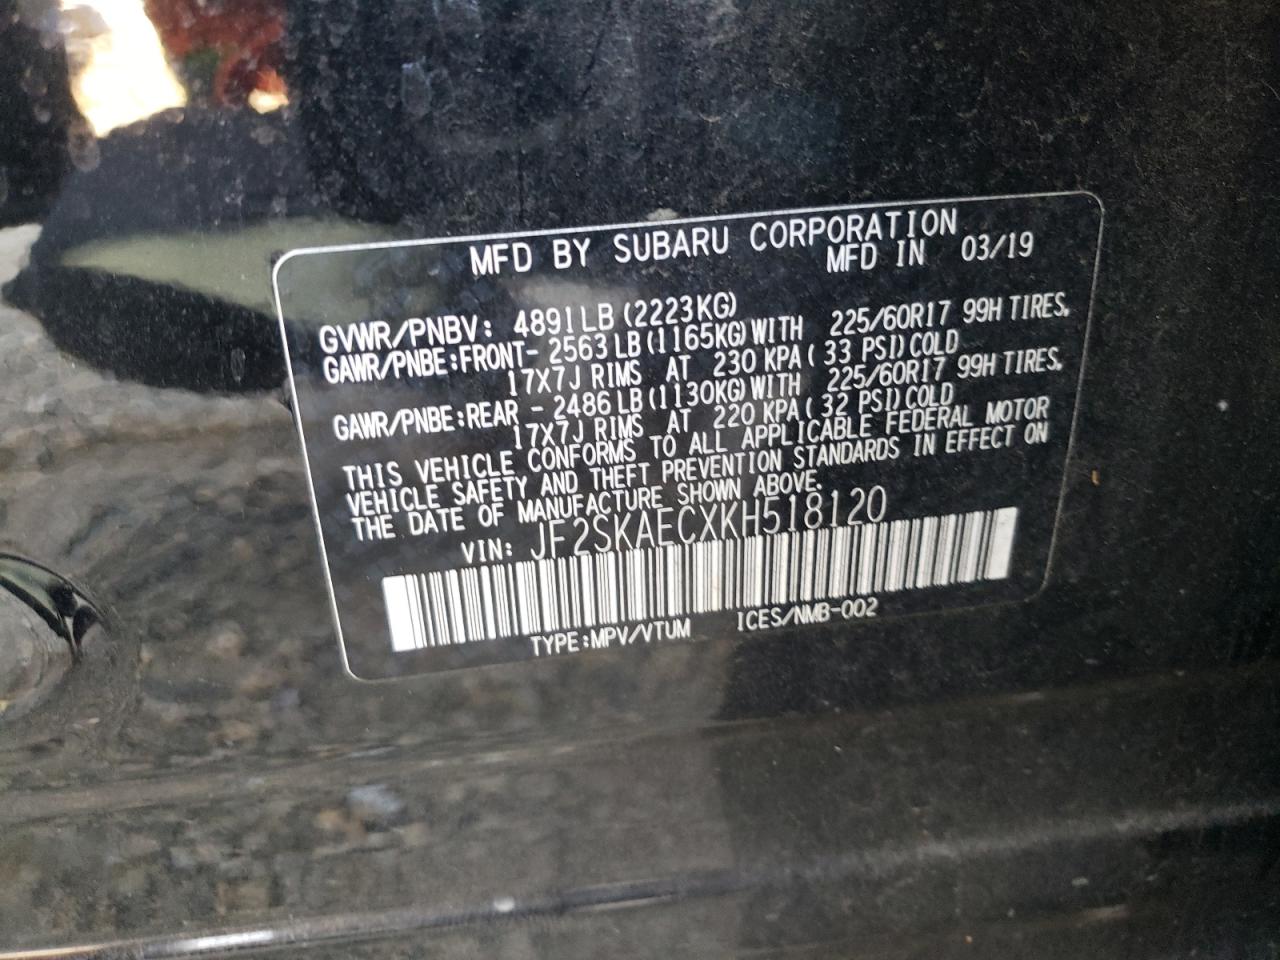 MFD BY SUBARU CORPORATION
MFD IN 03/19
GVWR/PNBV: 4891LB (2223KG)
GAWR/PNBE:FRONT- 2563 LB (1165KG) WITH 225/60R17 99H TIRES,
17X7J RIMS AT 230 KPA ( 33 PSI) COLD
GAWR/PNBE:REAR - 2486 LB (1130KG) WITH 225/60R17 99H TIRES,
17X7J RIMS AT 220 KPA ( 32 PSI) COLD
THIS VEHICLE CONFORMS TO ALL APPLICABLE FEDERAL MOTOR
VEHICLE SAFETY AND THEFT PREVENTION STANDARDS IN EFFECT ON
THE DATE OF MANUFACTURE SHOWN ABOVE.
VIN: JF2SKAECXKH518120
TYPE:MPV/VTUM ICES/NMB-002